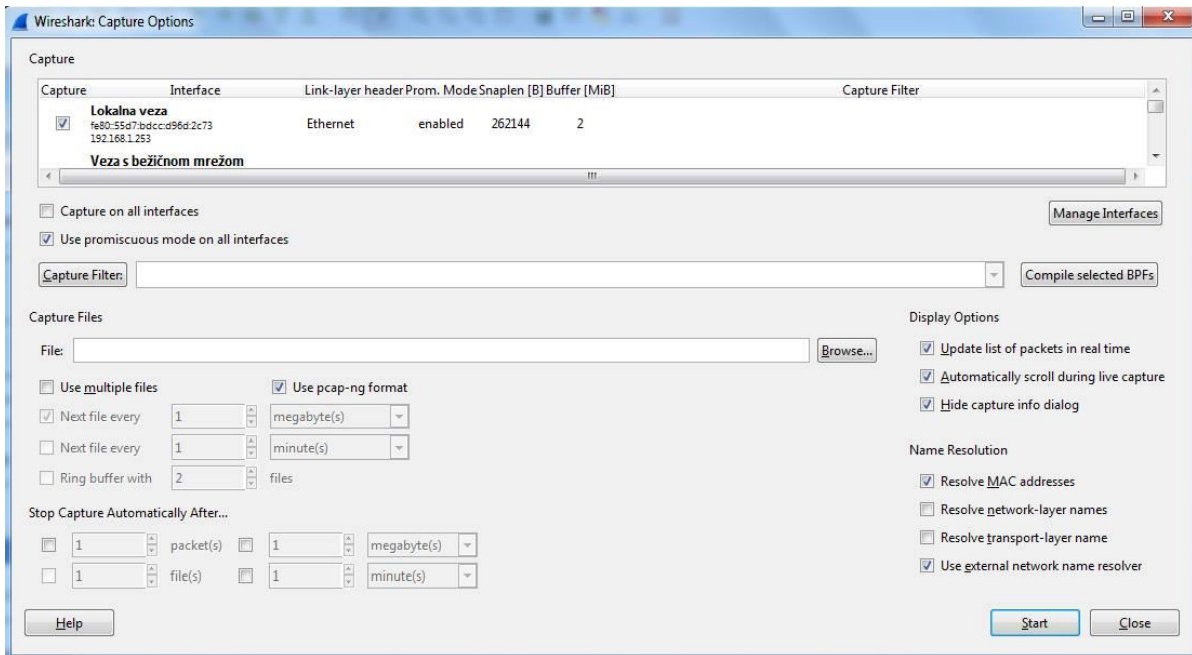 Wireshark: Capture Options
Capture
Capture Interface Link-layer header Prom. Mode Snaplen [B] Buffer [MiB] Capture Filter
Lokalna veza
fe80::55d7:bdcc:d96d:2c73
192.168.1.253
Ethernet enabled 262144 2
Veza s bežičnom mrežom
Capture on all interfaces
Manage Interfaces
Use promiscuous mode on all interfaces
Capture Filter:
Compile selected BPFs
Capture Files
File:
Browse...
Use multiple files
Use pcap-ng format
Next file every 1 megabyte(s)
Next file every 1 minute(s)
Ring buffer with 2 files
Stop Capture Automatically After...
1 packet(s) 1 megabyte(s)
1 file(s) 1 minute(s)
Display Options
Update list of packets in real time
Automatically scroll during live capture
Hide capture info dialog
Name Resolution
Resolve MAC addresses
Resolve network-layer names
Resolve transport-layer name
Use external network name resolver
Help
Start
Close